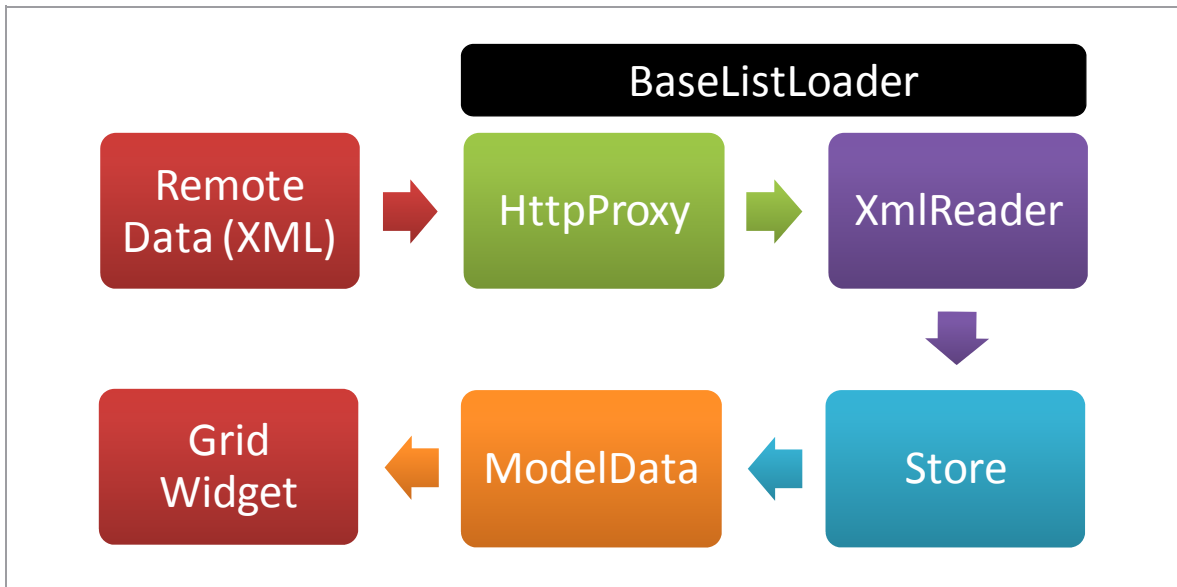 BaseListLoader
Remote
Data (XML)
HttpProxy
XmlReader
Grid
Widget
ModelData
Store